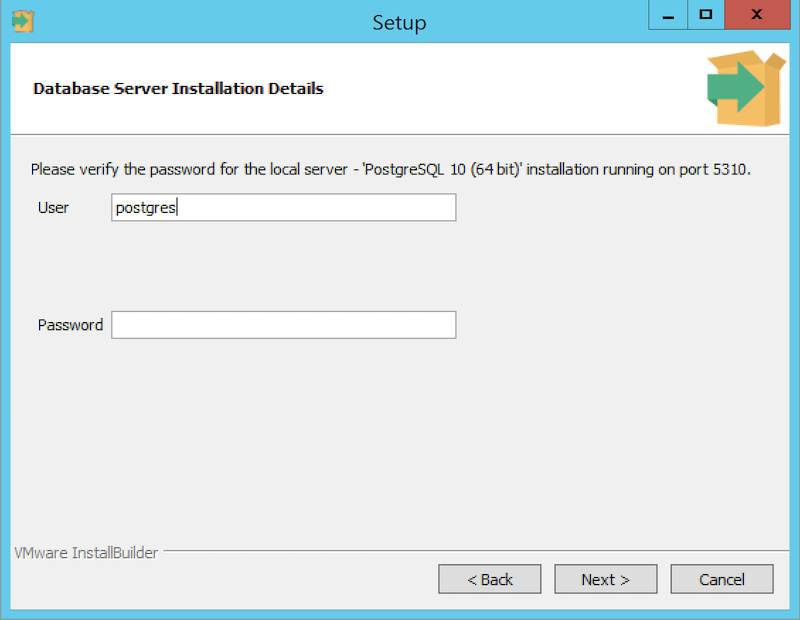 Setup
Database Server Installation Details
Please verify the password for the local server - 'PostgreSQL 10 (64 bit)' installation running on port 5310.
User postgres
Password
VMware InstallBuilder
< Back Next > Cancel